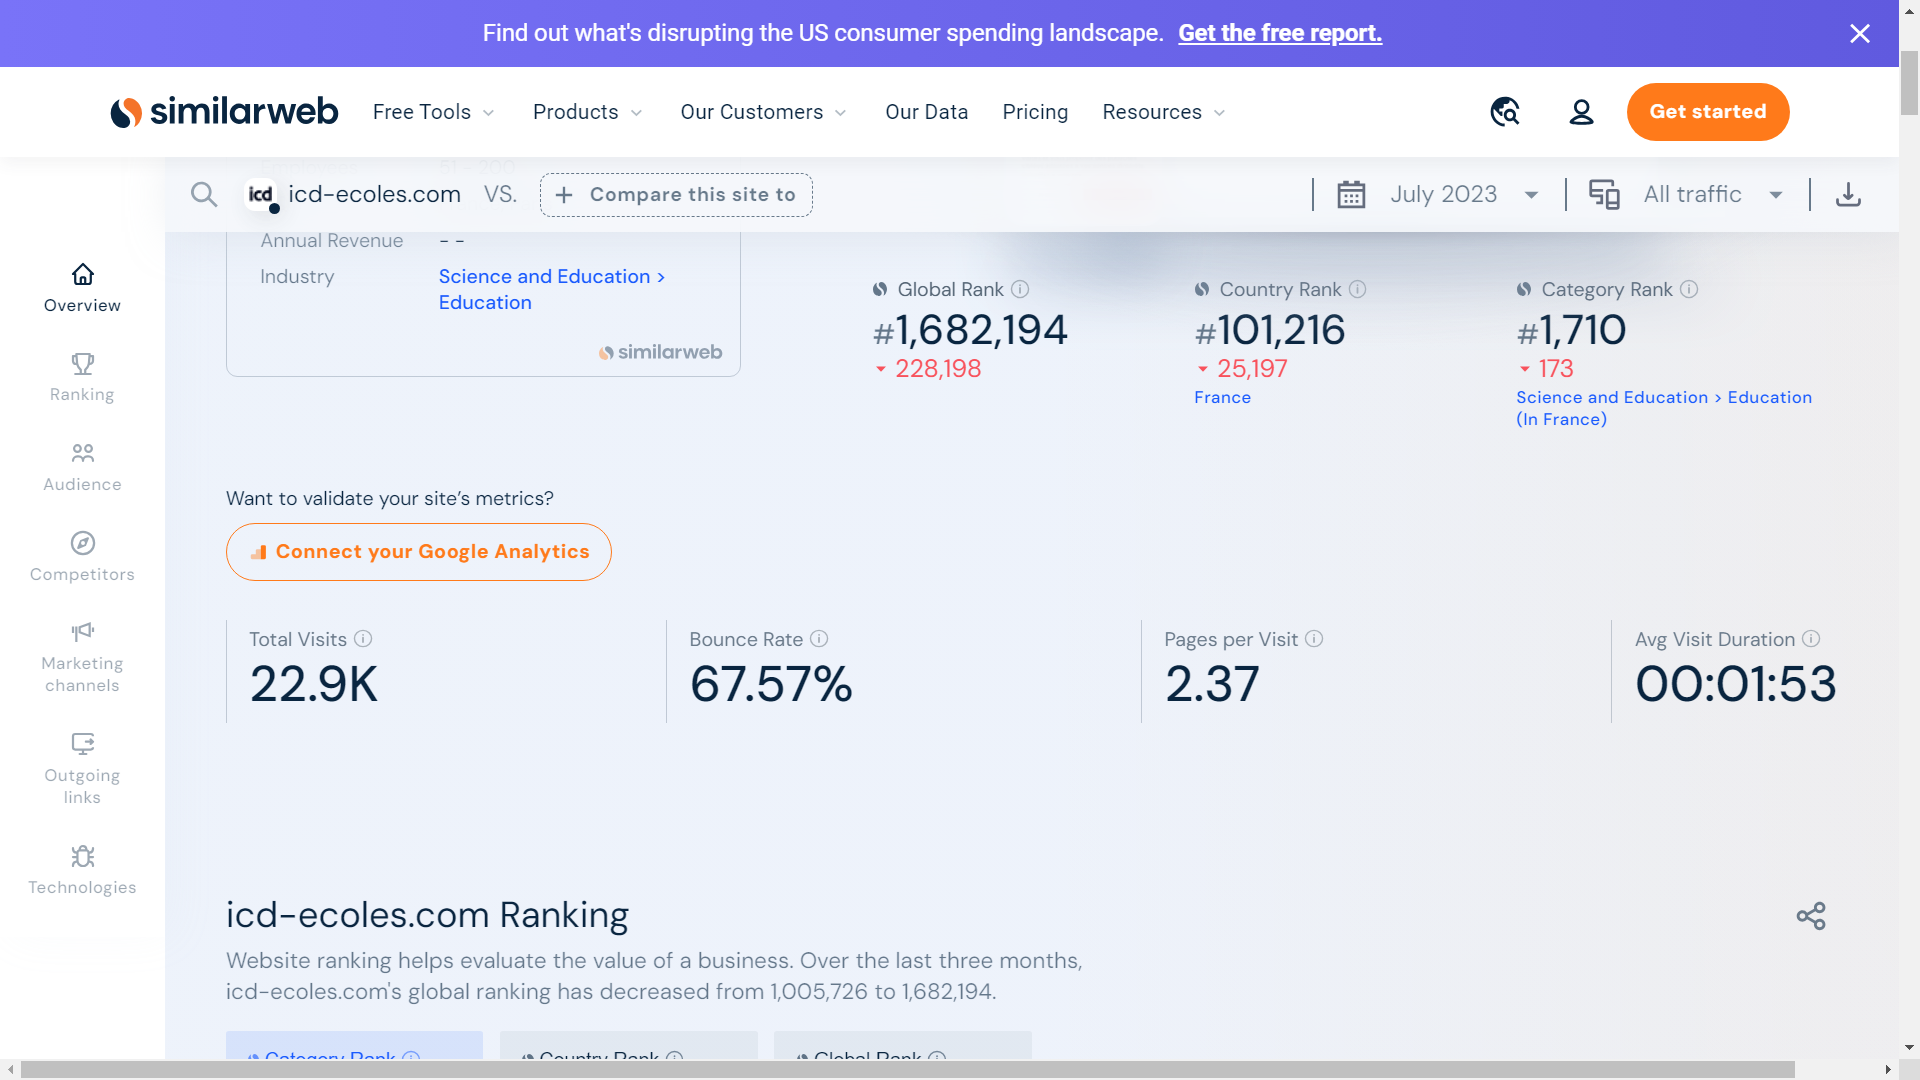 Find out what's disrupting the US consumer spending landscape. Get the free report.
similarweb Free Tools Products Our Customers Our Data Pricing Resources Get started
51 - 200
icd icd-ecoles.com VS. + Compare this site to July 2023 All traffic
Annual Revenue - -
Industry Science and Education >
Education
similarweb
Global Rank
#1,682,194
228,198
Country Rank
#101,216
25,197
France
Category Rank
#1,710
173
Science and Education > Education
(In France)
Overview
Ranking
Audience
Competitors
Marketing
channels
Outgoing
links
Technologies
Want to validate your site’s metrics?
Connect your Google Analytics
Total Visits
22.9K
Bounce Rate
67.57%
Pages per Visit
2.37
Avg Visit Duration
00:01:53
icd-ecoles.com Ranking
Website ranking helps evaluate the value of a business. Over the last three months,
icd-ecoles.com's global ranking has decreased from 1,005,726 to 1,682,194.
Category Rank Country Rank Global Rank